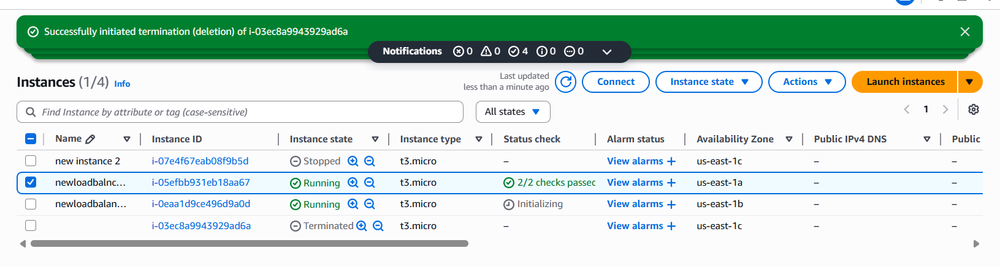 Successfully initiated termination (deletion) of i-03ec8a9943929ad6a
Notifications 0 0 4 0 0
Instances (1/4) Info
Last updated
less than a minute ago
Connect
Instance state
Actions
Launch instances
Find Instance by attribute or tag (case-sensitive)
All states
1
Name Instance ID Instance state Instance type Status check Alarm status Availability Zone Public IPv4 DNS Public
new instance 2 i-07e4f67eab08f9b5d Stopped t3.micro – View alarms + us-east-1c – –
newloadbalnc... i-05efbb931eb18aa67 Running t3.micro 2/2 checks passed View alarms + us-east-1a – –
newloadbalan... i-0eaa1d9ce496d9a0d Running t3.micro Initializing View alarms + us-east-1b – –
i-03ec8a9943929ad6a Terminated t3.micro – View alarms + us-east-1c – –